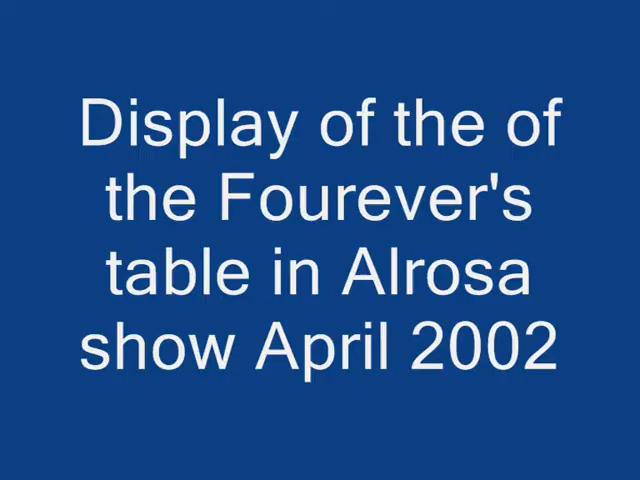 Display of the of
the Fourever's
table in Alrosa
show April 2002